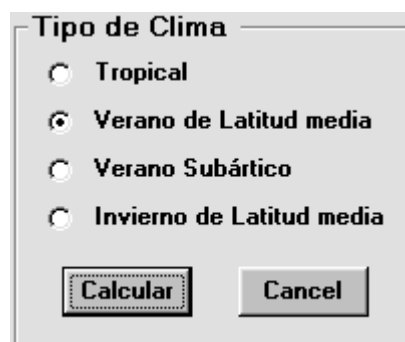 Tipo de Clima
Tropical
Verano de Latitud media
Verano Subártico
Invierno de Latitud media
Calcular Cancel